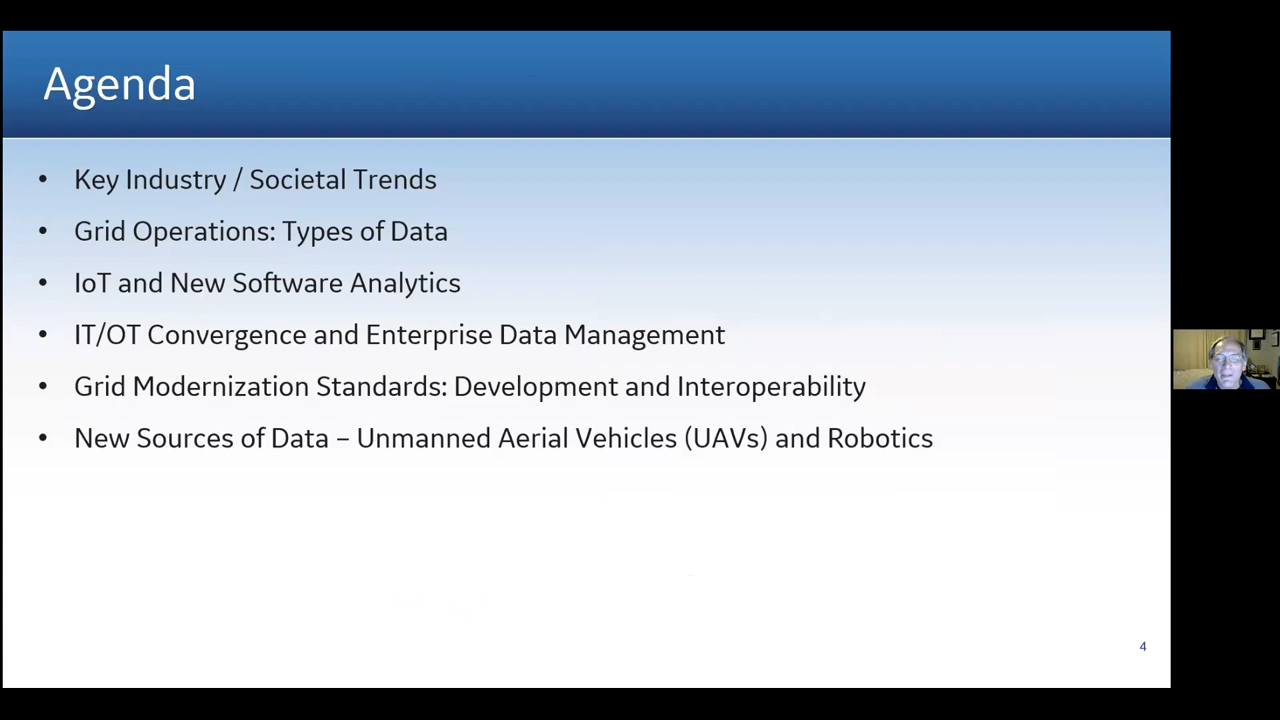 Agenda
• Key Industry / Societal Trends
• Grid Operations: Types of Data
• IoT and New Software Analytics
• IT/OT Convergence and Enterprise Data Management
• Grid Modernization Standards: Development and Interoperability
• New Sources of Data – Unmanned Aerial Vehicles (UAVs) and Robotics
4